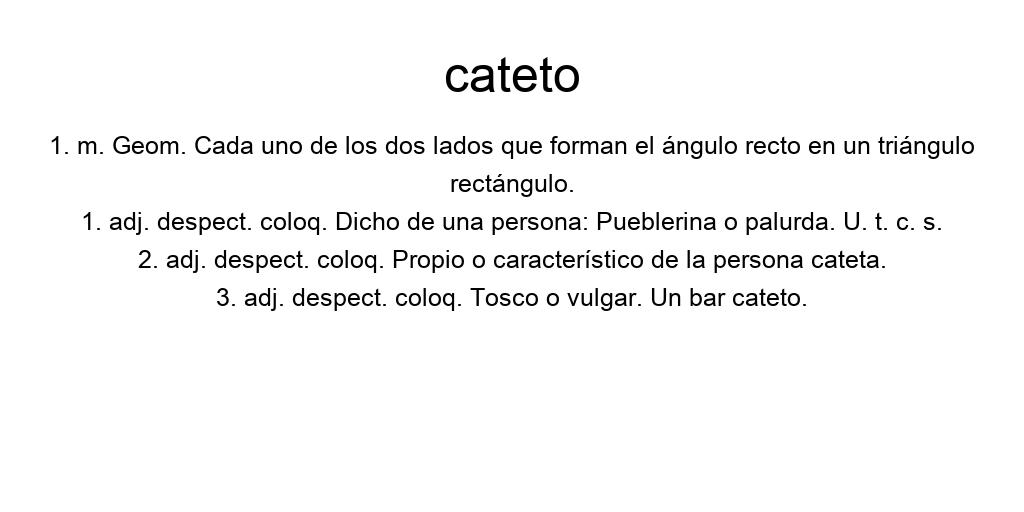 cateto
1. m. Geom. Cada uno de los dos lados que forman el ángulo recto en un triángulo
rectángulo.
1. adj. despect. coloq. Dicho de una persona: Pueblerina o palurda. U. t. c. s.
2. adj. despect. coloq. Propio o característico de la persona cateta.
3. adj. despect. coloq. Tosco o vulgar. Un bar cateto.